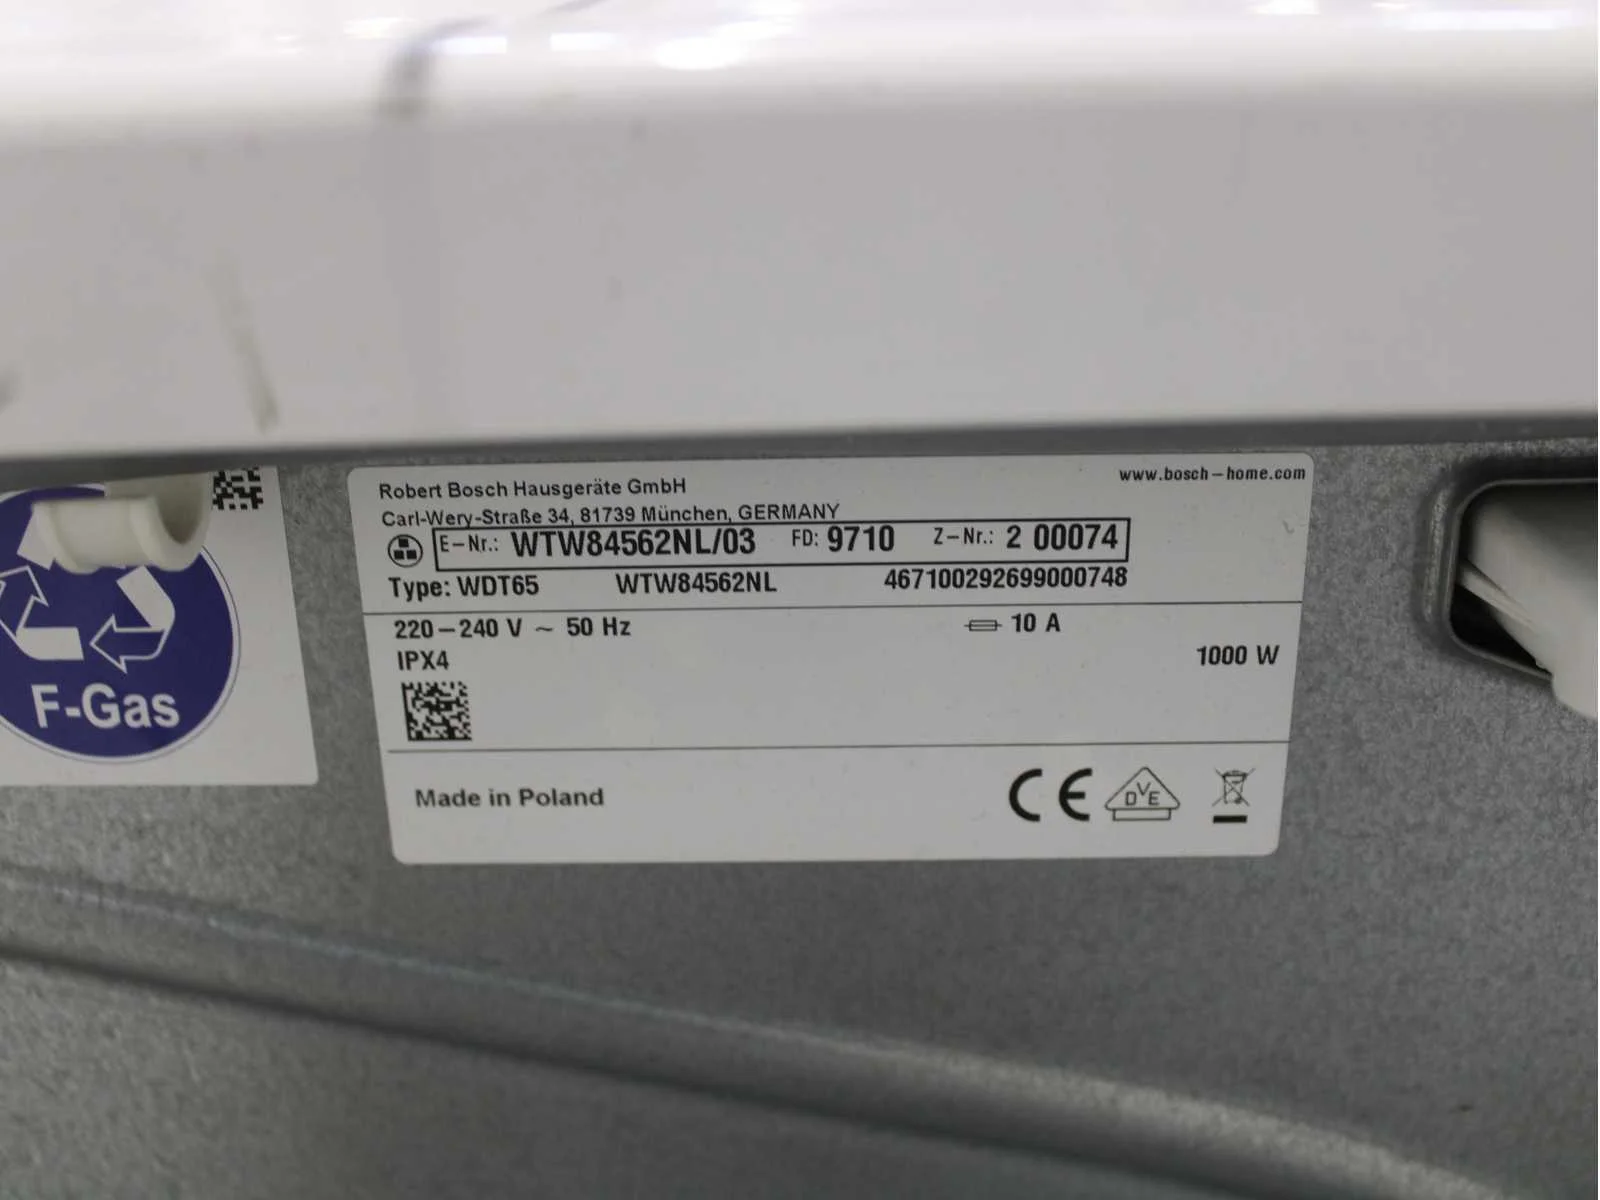 www.bosch-home.com
Robert Bosch Hausgeräte GmbH
Carl-Wery-Straße 34, 81739 München, GERMANY
E-Nr.: WTW84562NL/03 FD: 9710 Z-Nr.: 2 00074
Type: WDT65 WTW84562NL 467100292699000748
220-240 V ~ 50 Hz 10 A
IPX4
1000 W
Made in Poland
CE DVE
F-Gas